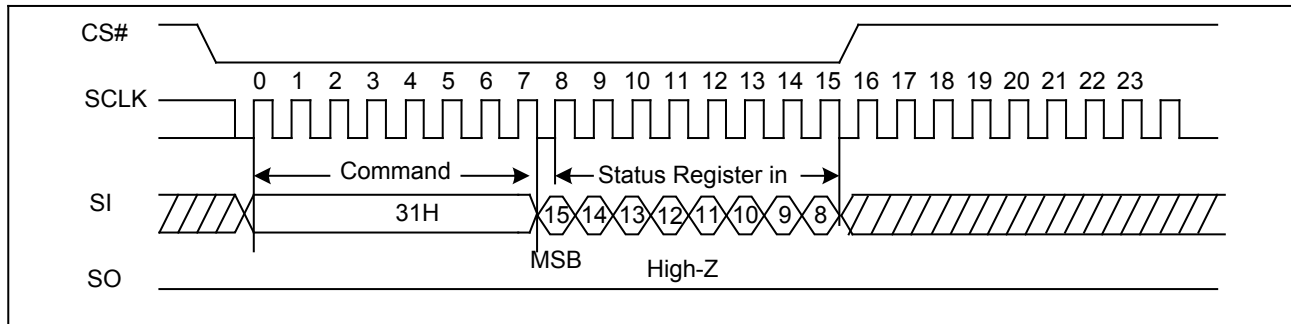 CS#
0 1 2 3 4 5 6 7 8 9 10 11 12 13 14 15 16 17 18 19 20 21 22 23
SCLK
Command Status Register in
SI 31H 15 14 13 12 11 10 9 8
MSB High-Z
SO